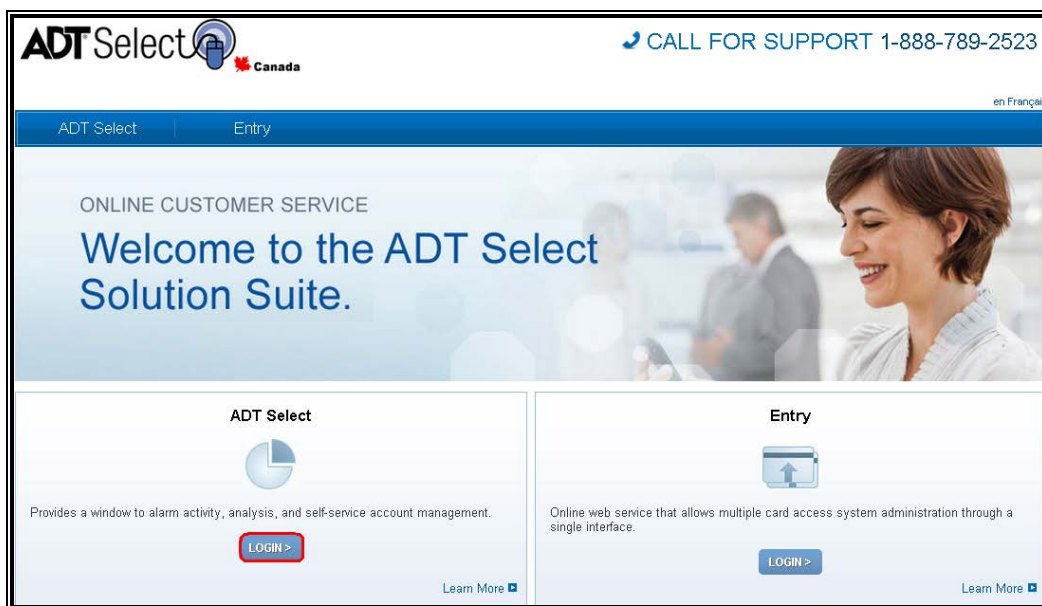 ADT Select
Canada
CALL FOR SUPPORT 1-888-789-2523
en Françai
ADT Select
Entry
ONLINE CUSTOMER SERVICE
Welcome to the ADT Select
Solution Suite.
ADT Select
Provides a window to alarm activity, analysis, and self-service account management.
LOGIN >
Learn More
Entry
Online web service that allows multiple card access system administration through a
single interface.
LOGIN >
Learn More